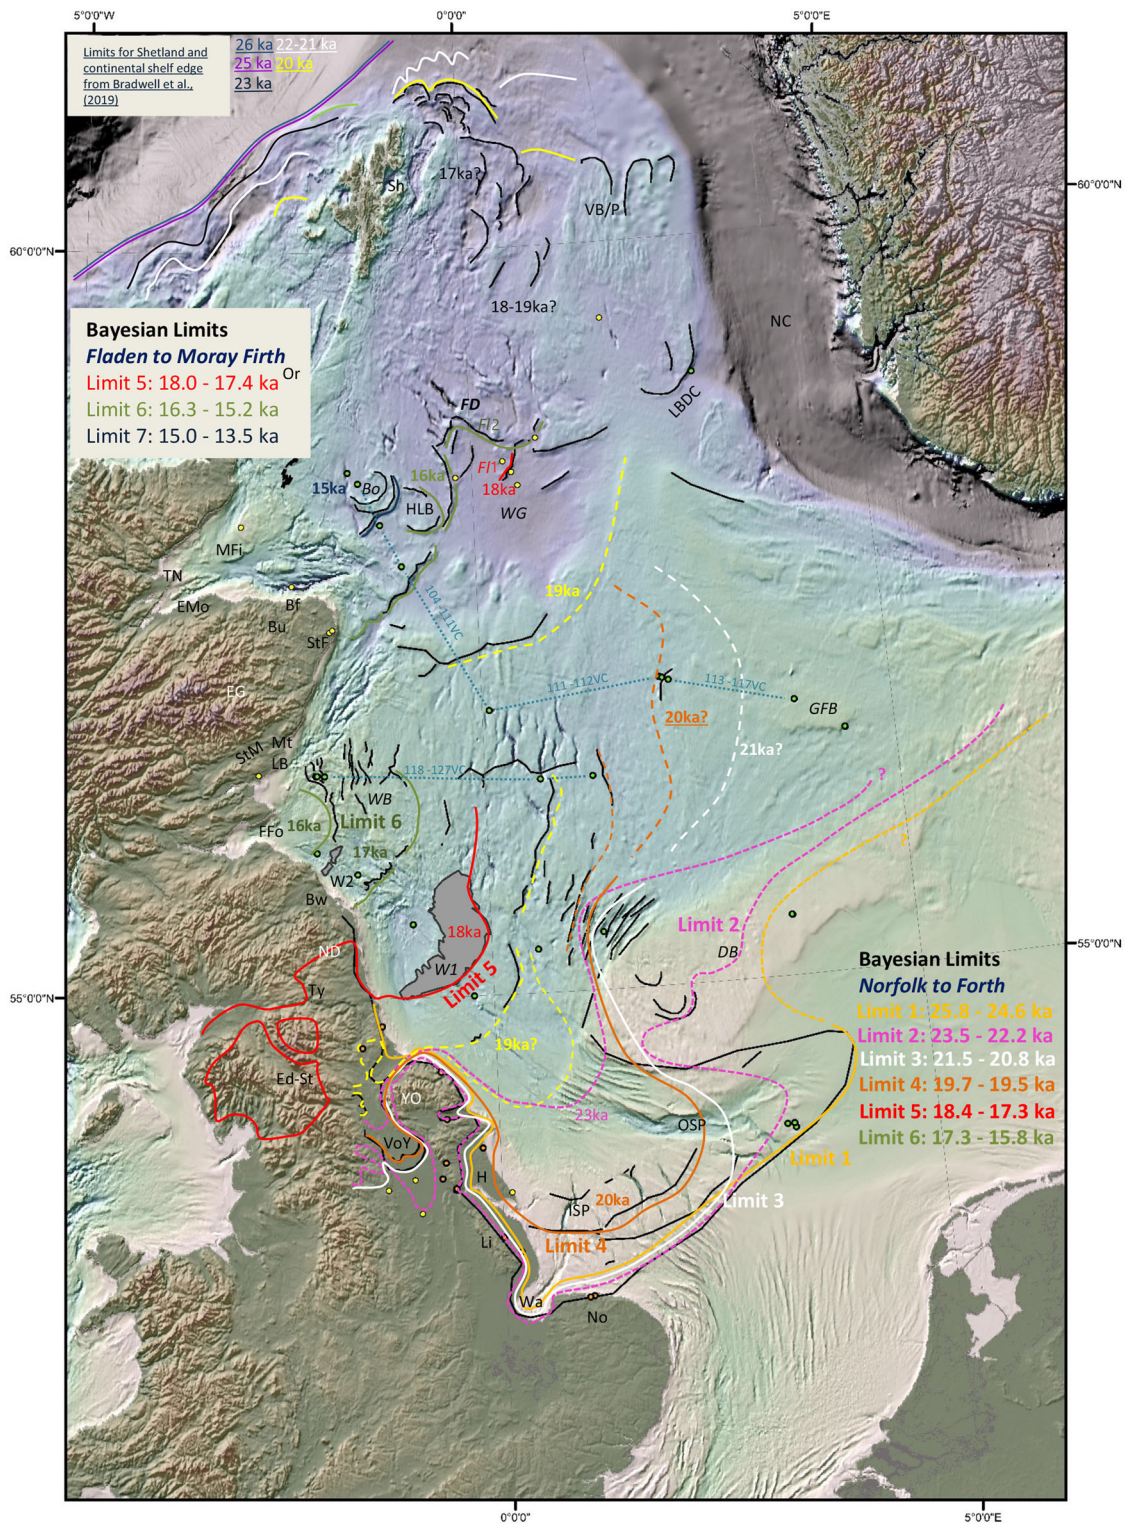 5°0'0"W
0°0'0"
5°0'0"E
Limits for Shetland and
continental shelf edge
from Bradwell et al.,
(2019)
26 ka 22-21 ka
25 ka 20 ka
23 ka
60°0'0"N
60°0'0"N
Sh
17ka?
VB/P
18-19ka?
NC
Bayesian Limits
Fladen to Moray Firth
Limit 5: 18.0 - 17.4 ka
Limit 6: 16.3 - 15.2 ka
Limit 7: 15.0 - 13.5 ka
Or
LBDC
FD
Fl2
Fl1
16ka
18ka
15ka
Bo
HLB
WG
MFi
TN
EMo
Bf
Bu
StF
19ka
104 -111VC
111 -112VC
113 -117VC
EG
20ka?
GFB
21ka?
StM
Mt
LB
118 -127VC
WB
?
16ka
Limit 6
FFo
17ka
?
W2
Bw
Limit 2
18ka
ND
DB
55°0'0"N
W1
Limit 5
Ty
55°0'0"N
Bayesian Limits
Norfolk to Forth
Limit 1: 25.8 - 24.6 ka
Limit 2: 23.5 - 22.2 ka
Limit 3: 21.5 - 20.8 ka
Limit 4: 19.7 - 19.5 ka
Limit 5: 18.4 - 17.3 ka
Limit 6: 17.3 - 15.8 ka
19ka?
Ed-St
YO
23ka
OSP
VoY
Limit 1
H
20ka
ISP
Limit 3
Li
Limit 4
Wa
No
0°0'0"
5°0'0"E